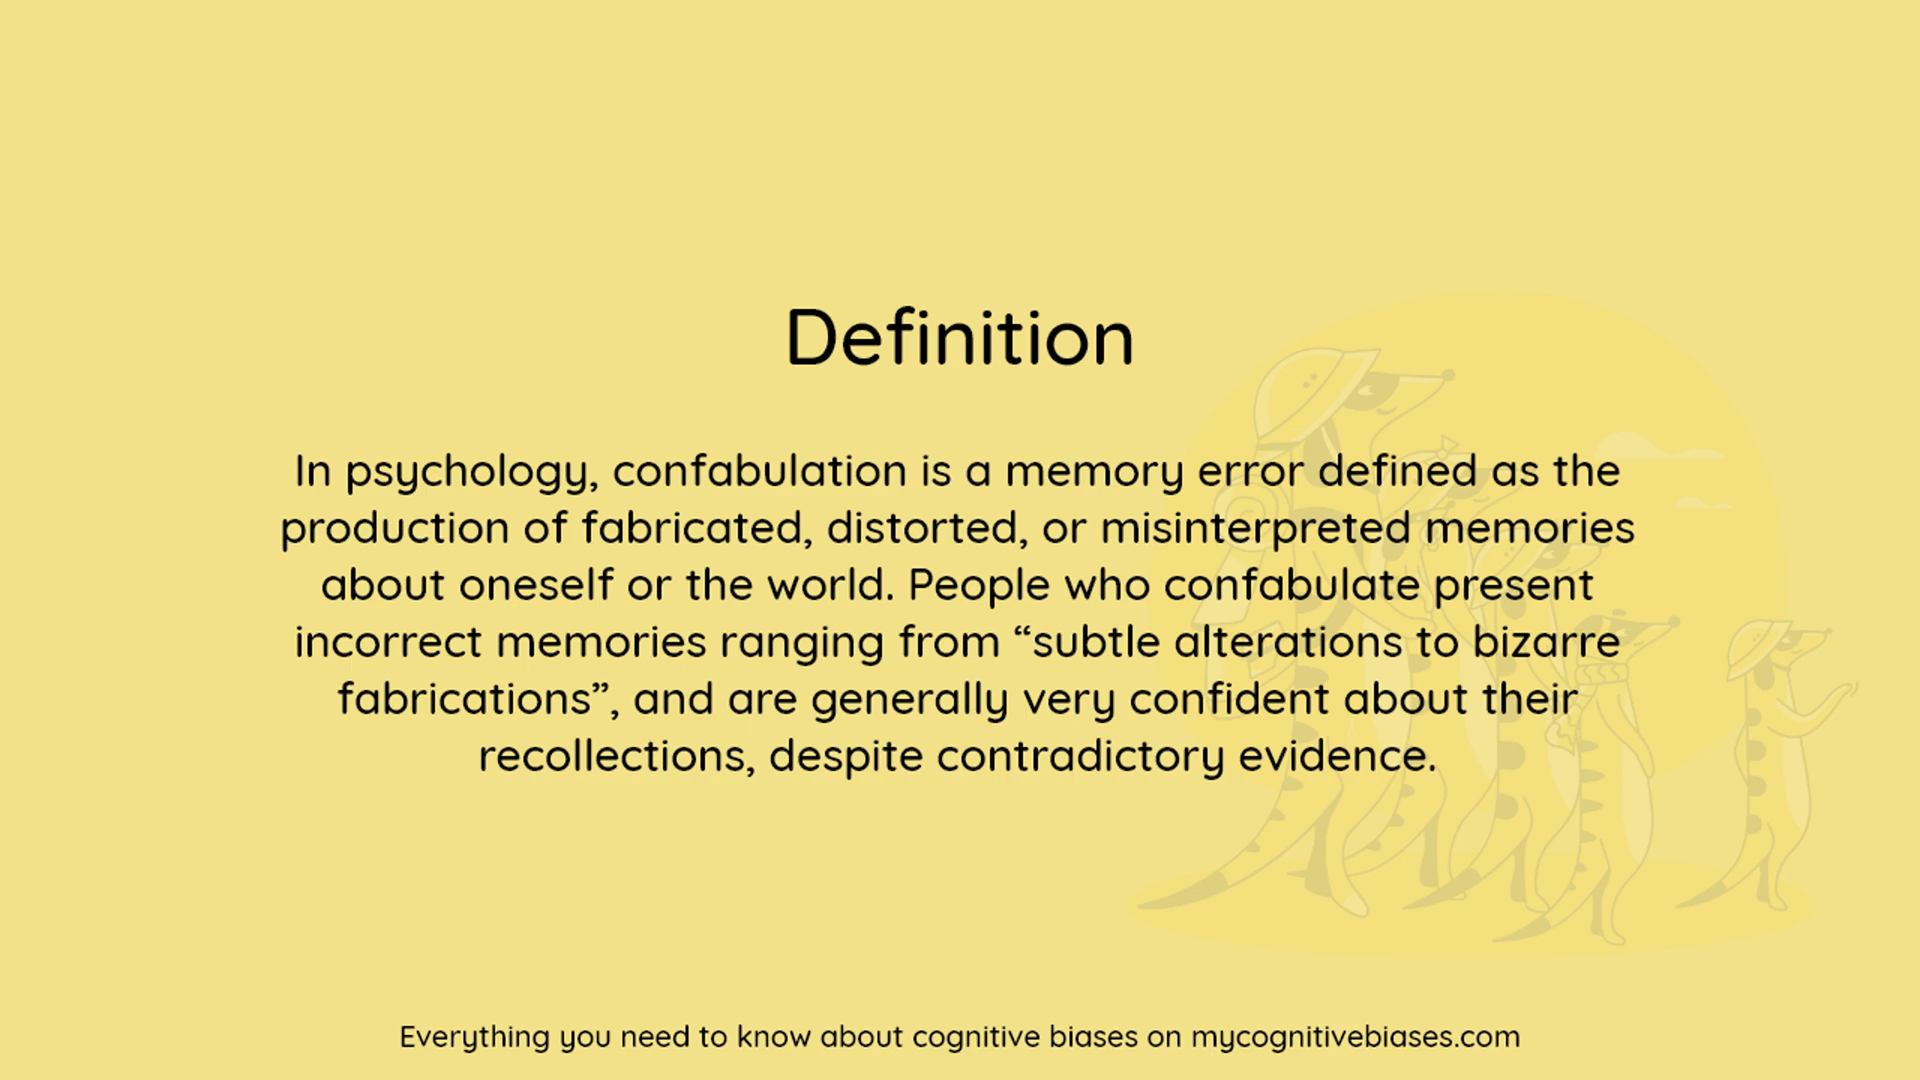 Definition
In psychology, confabulation is a memory error defined as the
production of fabricated, distorted, or misinterpreted memories
about oneself or the world. People who confabulate present
incorrect memories ranging from “subtle alterations to bizarre
fabrications”, and are generally very confident about their
recollections, despite contradictory evidence.
Everything you need to know about cognitive biases on mycognitivebiases.com